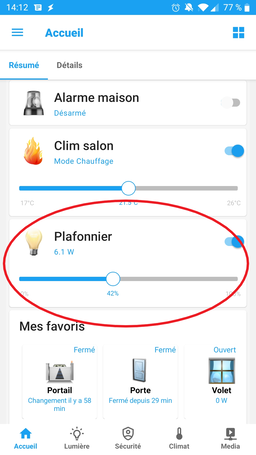 14:12 77 %
Accueil
Résumé Détails
Alarme maison
Désarmé
Clim salon
Mode Chauffage
17°C 21.5°C 26°C
Plafonnier
6.1 W
42%
Mes favoris
Fermé Fermé Ouvert
Portail Porte Volet
Changement il y a 58 Fermé depuis 29 min 0 W
min
Accueil Lumière Sécurité Climat Media